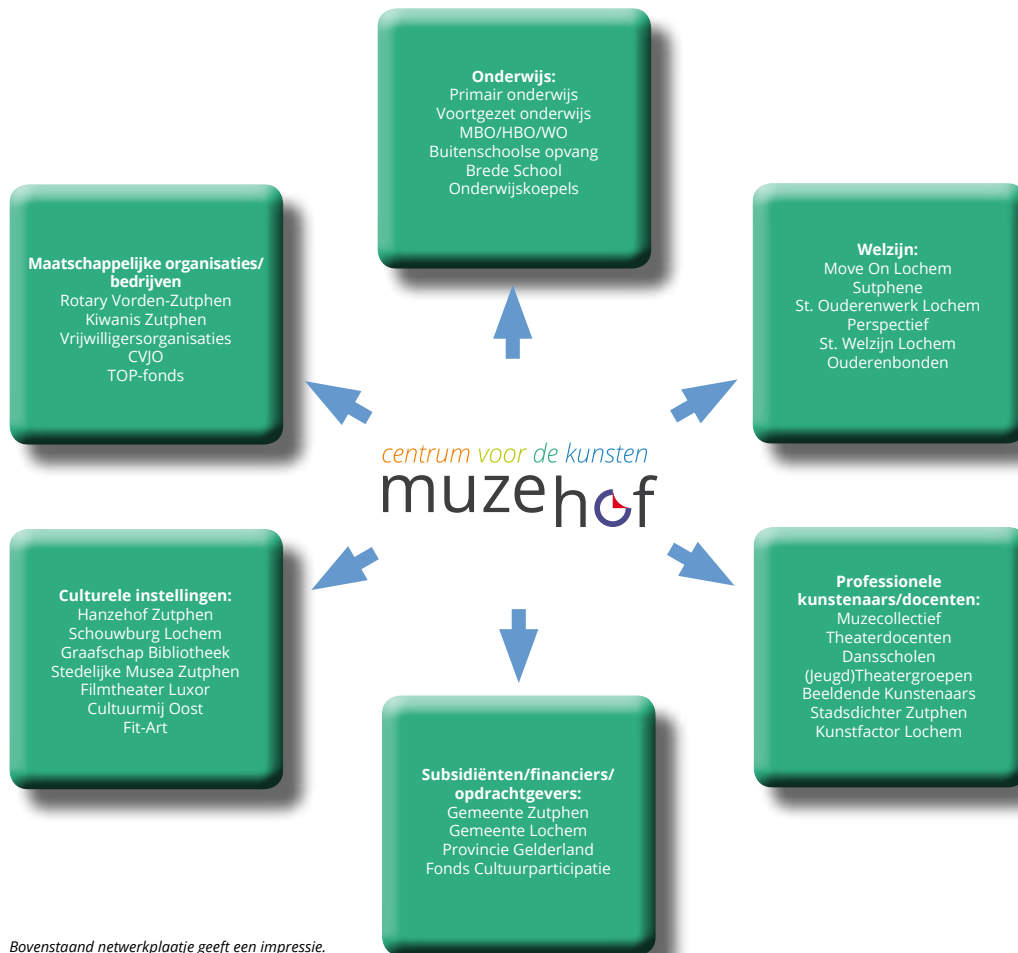 Onderwijs:
Primair onderwijs
Voortgezet onderwijs
MBO/HBO/WO
Buitenschoolse opvang
Brede School
Onderwijskoepels
Maatschappelijke organisaties/
bedrijven
Rotary Vorden-Zutphen
Kiwanis Zutphen
Vrijwilligersorganisaties
CVJO
TOP-fonds
Welzijn:
Move On Lochem
Sutphene
St. Ouderenwerk Lochem
Perspectief
St. Welzijn Lochem
Ouderenbonden
centrum voor de kunsten
muzehof
Culturele instellingen:
Hanzehof Zutphen
Schouwburg Lochem
Graafschap Bibliotheek
Stedelijke Musea Zutphen
Filmtheater Luxor
Cultuurmij Oost
Fit-Art
Professionele
kunstenaars/docenten:
Muzecollectief
Theaterdocenten
Dansscholen
(Jeugd)Theatergroepen
Beeldende Kunstenaars
Stadsdichter Zutphen
Kunstfactor Lochem
Subsidiënten/financiers/
opdrachtgevers:
Gemeente Zutphen
Gemeente Lochem
Provincie Gelderland
Fonds Cultuurparticipatie
Bovenstaand netwerkplaatje geeft een impressie.